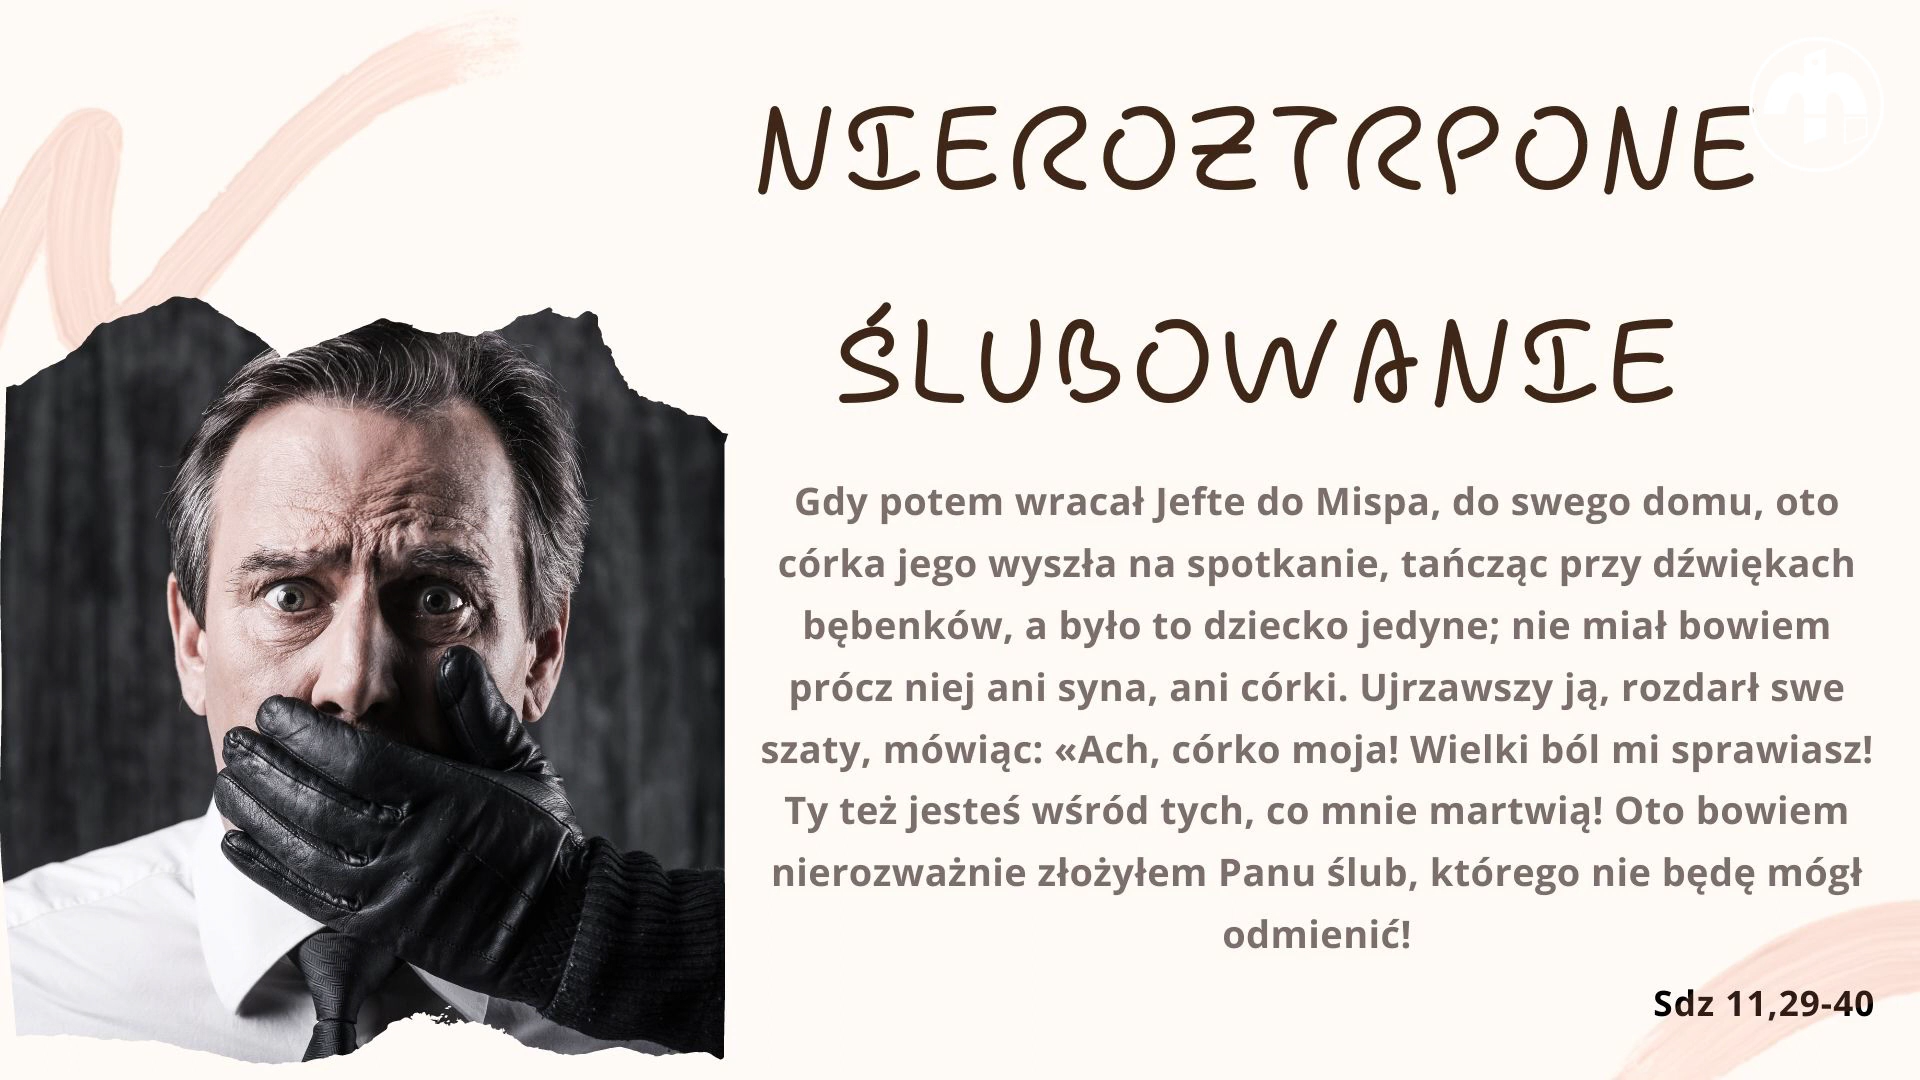 NIEROZTRPONE
ŚLUBOWANIE
Gdy potem wracał Jefte do Mispa, do swego domu, oto
córka jego wyszła na spotkanie, tańcząc przy dźwiękach
bębenków, a było to dziecko jedyne; nie miał bowiem
prócz niej ani syna, ani córki. Ujrzawszy ją, rozdarł swe
szaty, mówiąc: «Ach, córko moja! Wielki ból mi sprawiasz!
Ty też jesteś wśród tych, co mnie martwią! Oto bowiem
nierozważnie złożyłem Panu ślub, którego nie będę mógł
odmienić!
Sdz 11,29-40